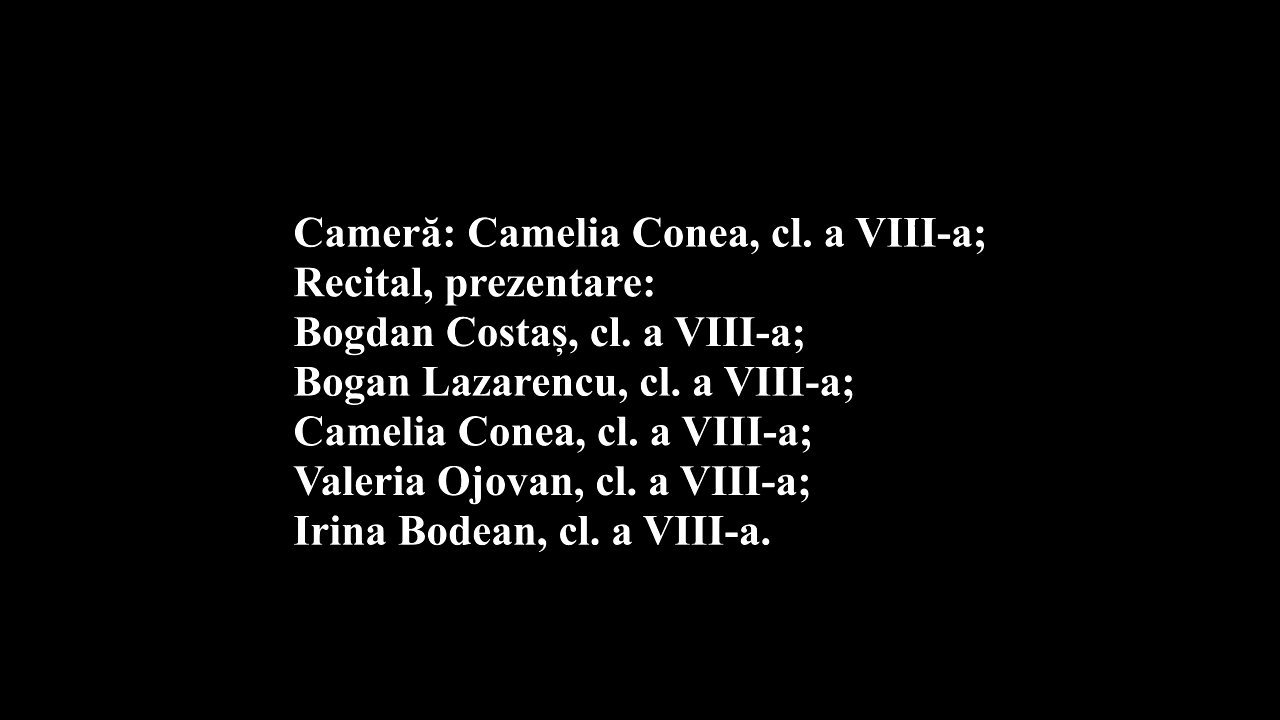 Cameră: Camelia Conea, cl. a VIII-a;
Recital, prezentare:
Bogdan Costaș, cl. a VIII-a;
Bogan Lazarencu, cl. a VIII-a;
Camelia Conea, cl. a VIII-a;
Valeria Ojovan, cl. a VIII-a;
Irina Bodean, cl. a VIII-a.